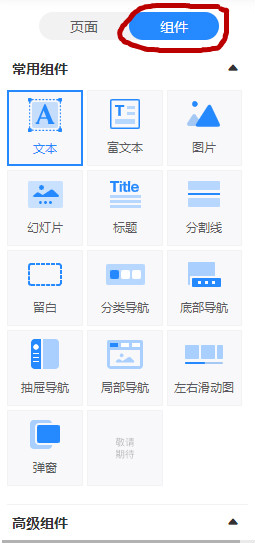 页面 组件
常用组件
A
文本 富文本 图片
Title
幻灯片 标题 分割线
留白 分类导航 底部导航
抽屉导航 局部导航 左右滑动图
敬请
期待
弹窗
高级组件